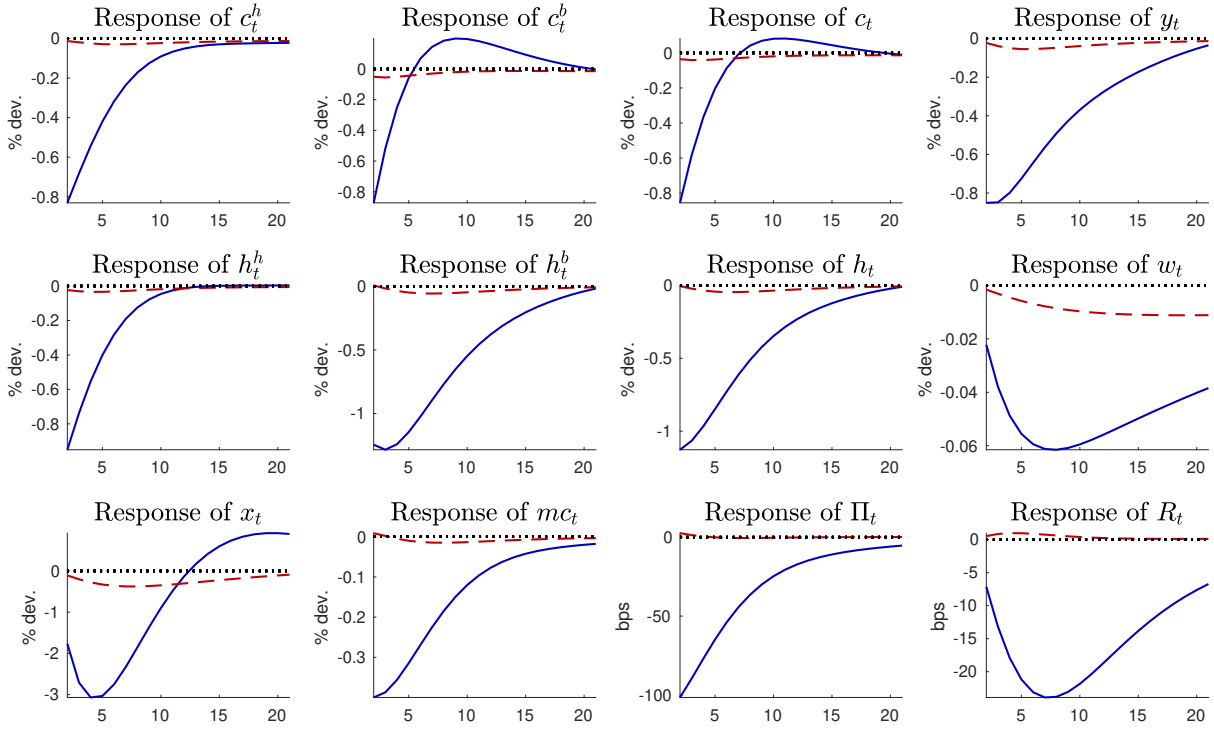 Response of $c_t^h$
Response of $c_t^b$
Response of $c_t$
Response of $y_t$
% dev.
0
-0.2
-0.4
-0.6
-0.8
5 10 15 20
% dev.
0
-0.2
-0.4
-0.6
-0.8
5 10 15 20
% dev.
0
-0.2
-0.4
-0.6
-0.8
5 10 15 20
% dev.
0
-0.2
-0.4
-0.6
-0.8
5 10 15 20
Response of $h_t^h$
Response of $h_t^b$
Response of $h_t$
Response of $w_t$
% dev.
0
-0.2
-0.4
-0.6
-0.8
5 10 15 20
% dev.
0
-0.5
-1
5 10 15 20
% dev.
0
-0.5
-1
5 10 15 20
% dev.
0
-0.02
-0.04
-0.06
5 10 15 20
Response of $x_t$
Response of $mc_t$
Response of $\Pi_t$
Response of $R_t$
% dev.
0
-1
-2
-3
5 10 15 20
% dev.
0
-0.1
-0.2
-0.3
5 10 15 20
bps
0
-50
-100
5 10 15 20
bps
0
-5
-10
-15
-20
5 10 15 20